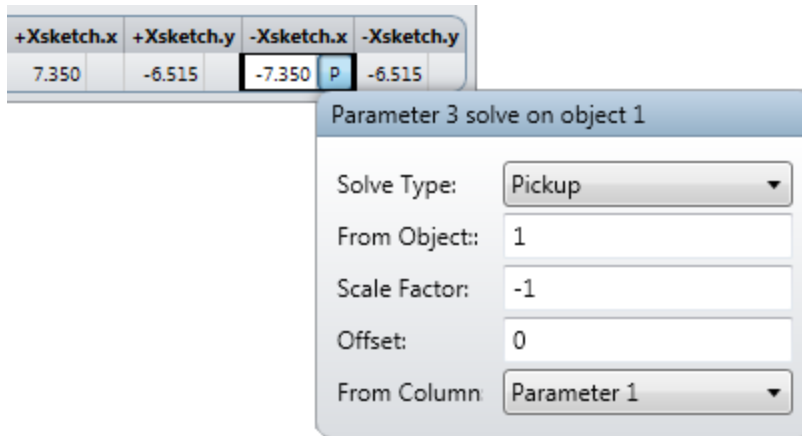 +Xsketch.x +Xsketch.y -Xsketch.x -Xsketch.y
7.350 -6.515 -7.350 P -6.515
Parameter 3 solve on object 1
Solve Type: Pickup
From Object:: 1
Scale Factor: -1
Offset: 0
From Column: Parameter 1